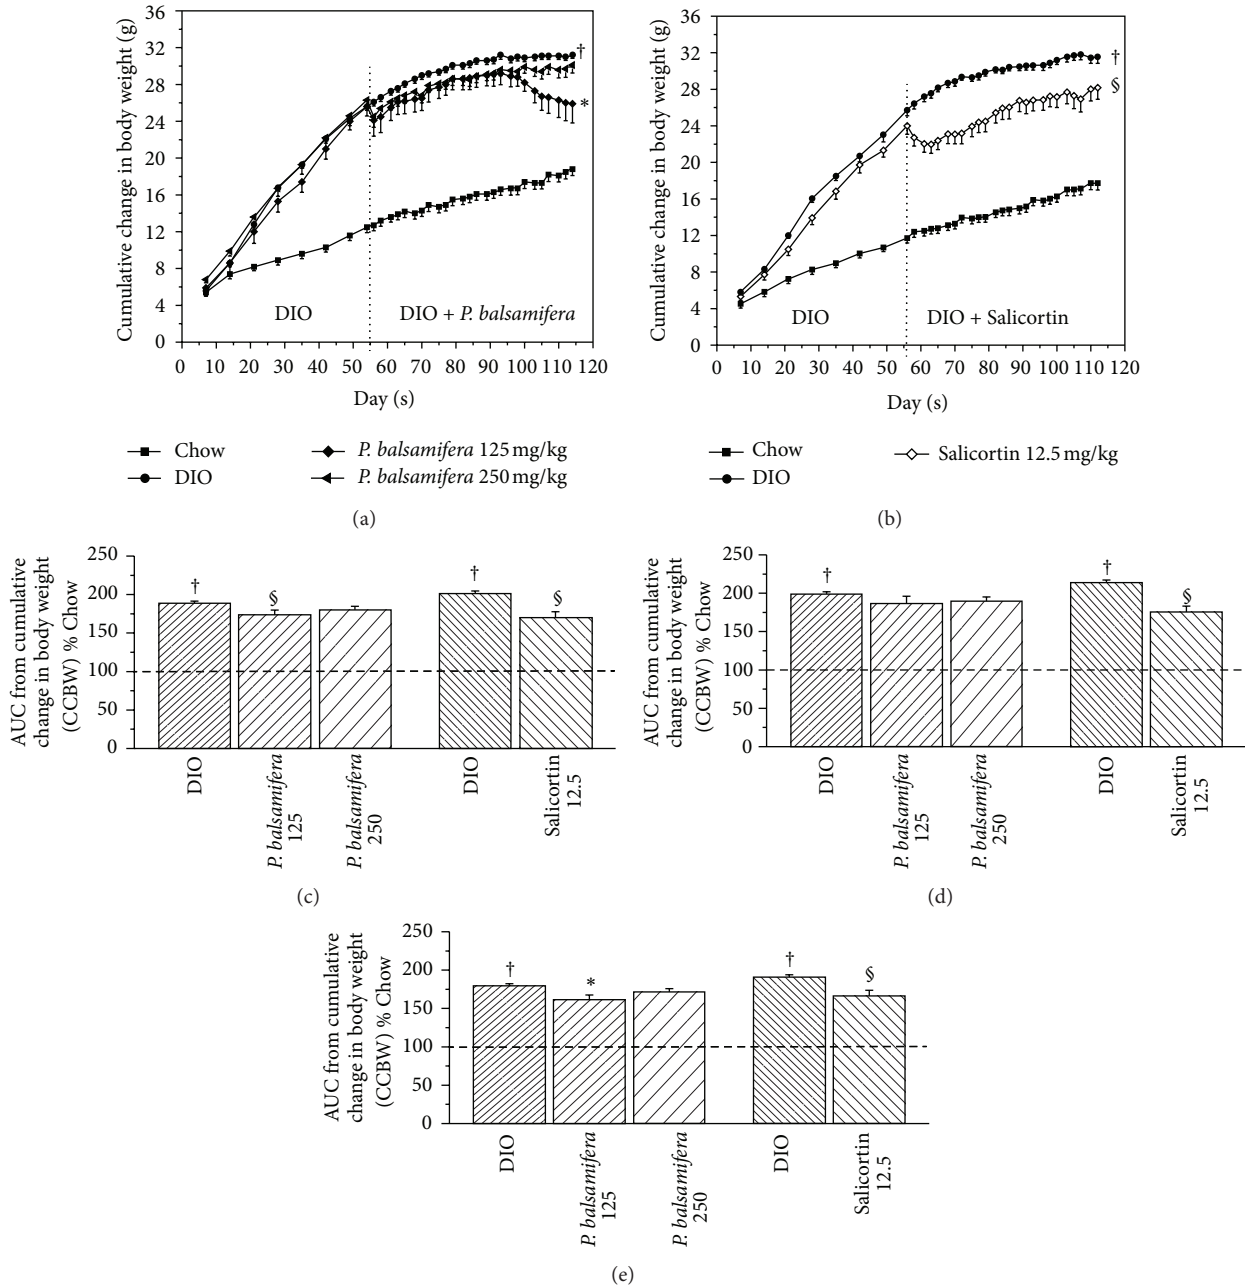 Cumulative change in body weight (g)
36
32
28
24
20
16
12
8
4
0
†
*
DIO
DIO + P. balsamifera
0 10 20 30 40 50 60 70 80 90 100 110 120
Day (s)
Chow
DIO
P. balsamifera 125 mg/kg
P. balsamifera 250 mg/kg
(a)
Cumulative change in body weight (g)
36
32
28
24
20
16
12
8
4
0
†
§
DIO
DIO + Salicortin
0 10 20 30 40 50 60 70 80 90 100 110 120
Day (s)
Chow
DIO
Salicortin 12.5 mg/kg
(b)
AUC from cumulative
change in body weight
(CCBW) % Chow
250
200
150
100
50
0
† § † §
DIO
P. balsamifera
125
P. balsamifera
250
DIO
Salicortin
12.5
(c)
AUC from cumulative
change in body weight
(CCBW) % Chow
250
200
150
100
50
0
† † §
DIO
P. balsamifera
125
P. balsamifera
250
DIO
Salicortin
12.5
(d)
AUC from cumulative
change in body weight
(CCBW) % Chow
250
200
150
100
50
0
† * † §
DIO
P. balsamifera
125
P. balsamifera
250
DIO
Salicortin
12.5
(e)